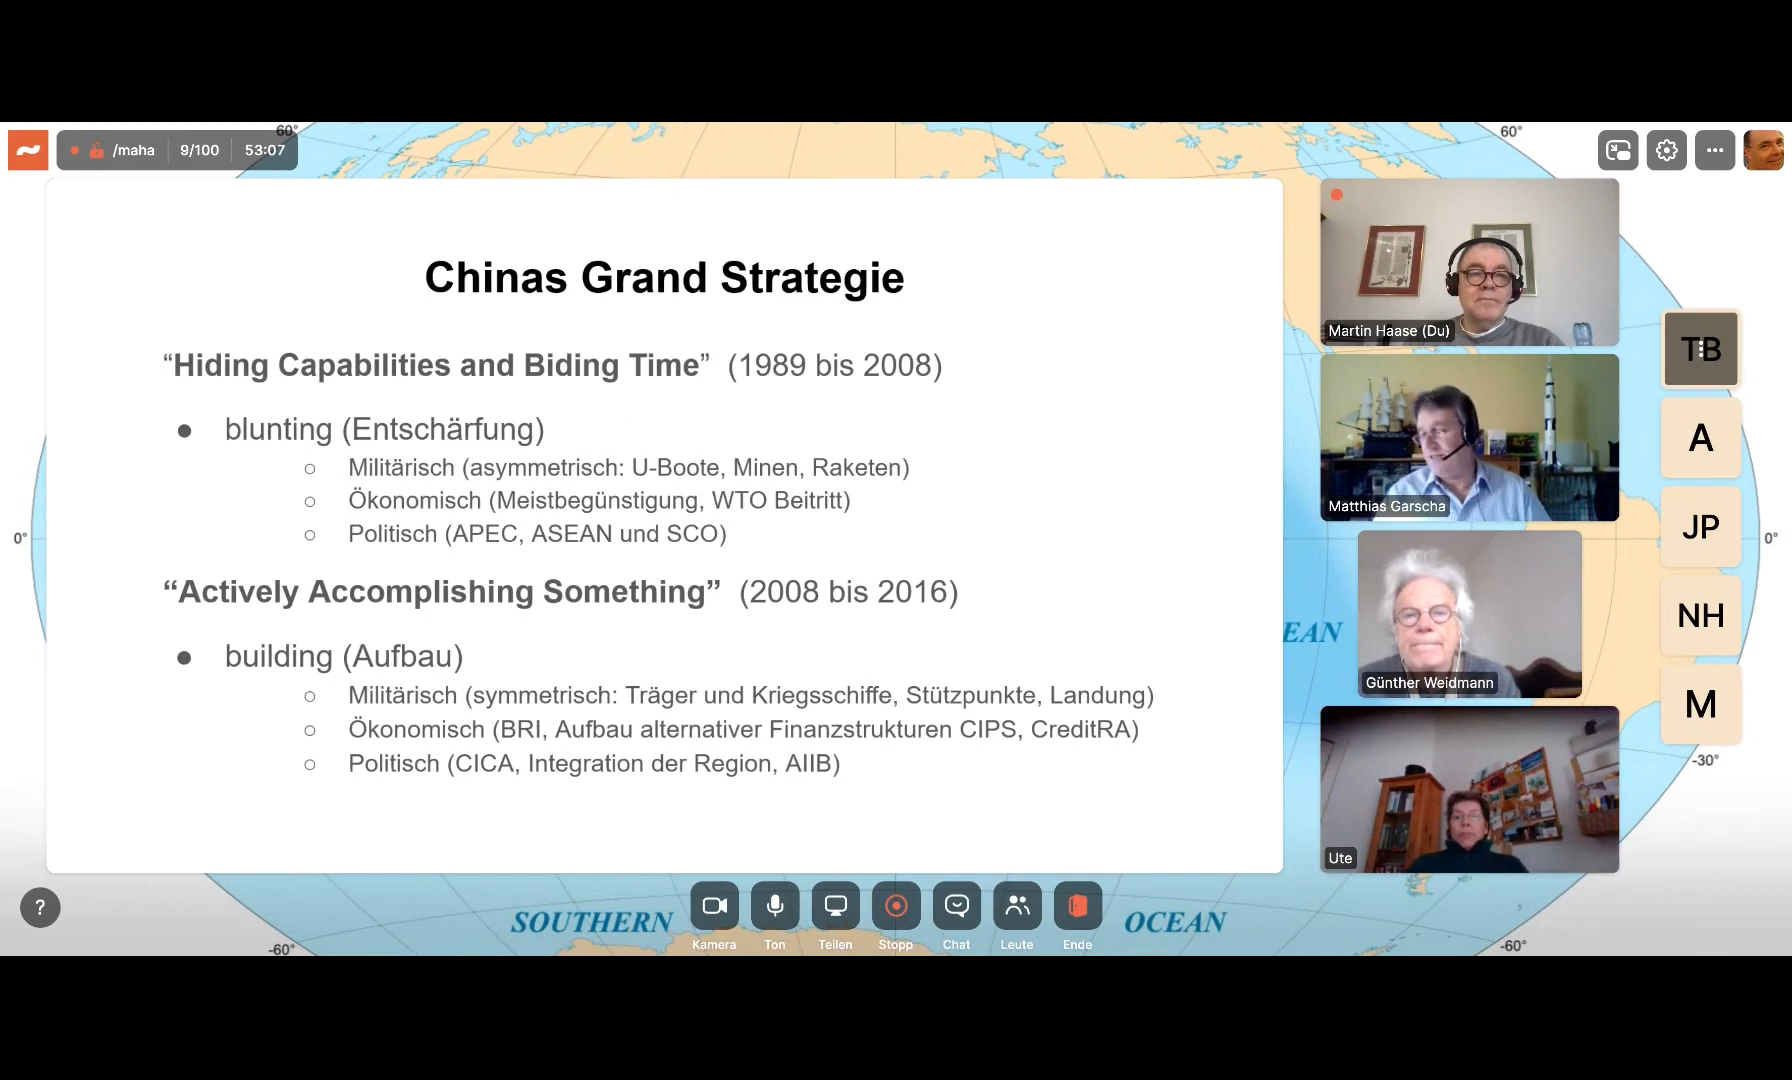 60°
60°
/maha
9/100
53:07
Chinas Grand Strategie
“Hiding Capabilities and Biding Time” (1989 bis 2008)
● blunting (Entschärfung)
○ Militärisch (asymmetrisch: U-Boote, Minen, Raketen)
○ Ökonomisch (Meistbegünstigung, WTO Beitritt)
○ Politisch (APEC, ASEAN und SCO)
“Actively Accomplishing Something” (2008 bis 2016)
● building (Aufbau)
○ Militärisch (symmetrisch: Träger und Kriegsschiffe, Stützpunkte, Landung)
○ Ökonomisch (BRI, Aufbau alternativer Finanzstrukturen CIPS, CreditRA)
○ Politisch (CICA, Integration der Region, AIIB)
Martin Haase (Du)
Matthias Garscha
Günther Weidmann
Ute
TB
A
JP
NH
M
0°
0°
EAN
-30°
SOUTHERN
OCEAN
?
Kamera
Ton
Teilen
Stopp
Chat
Leute
Ende
-60°
-60°